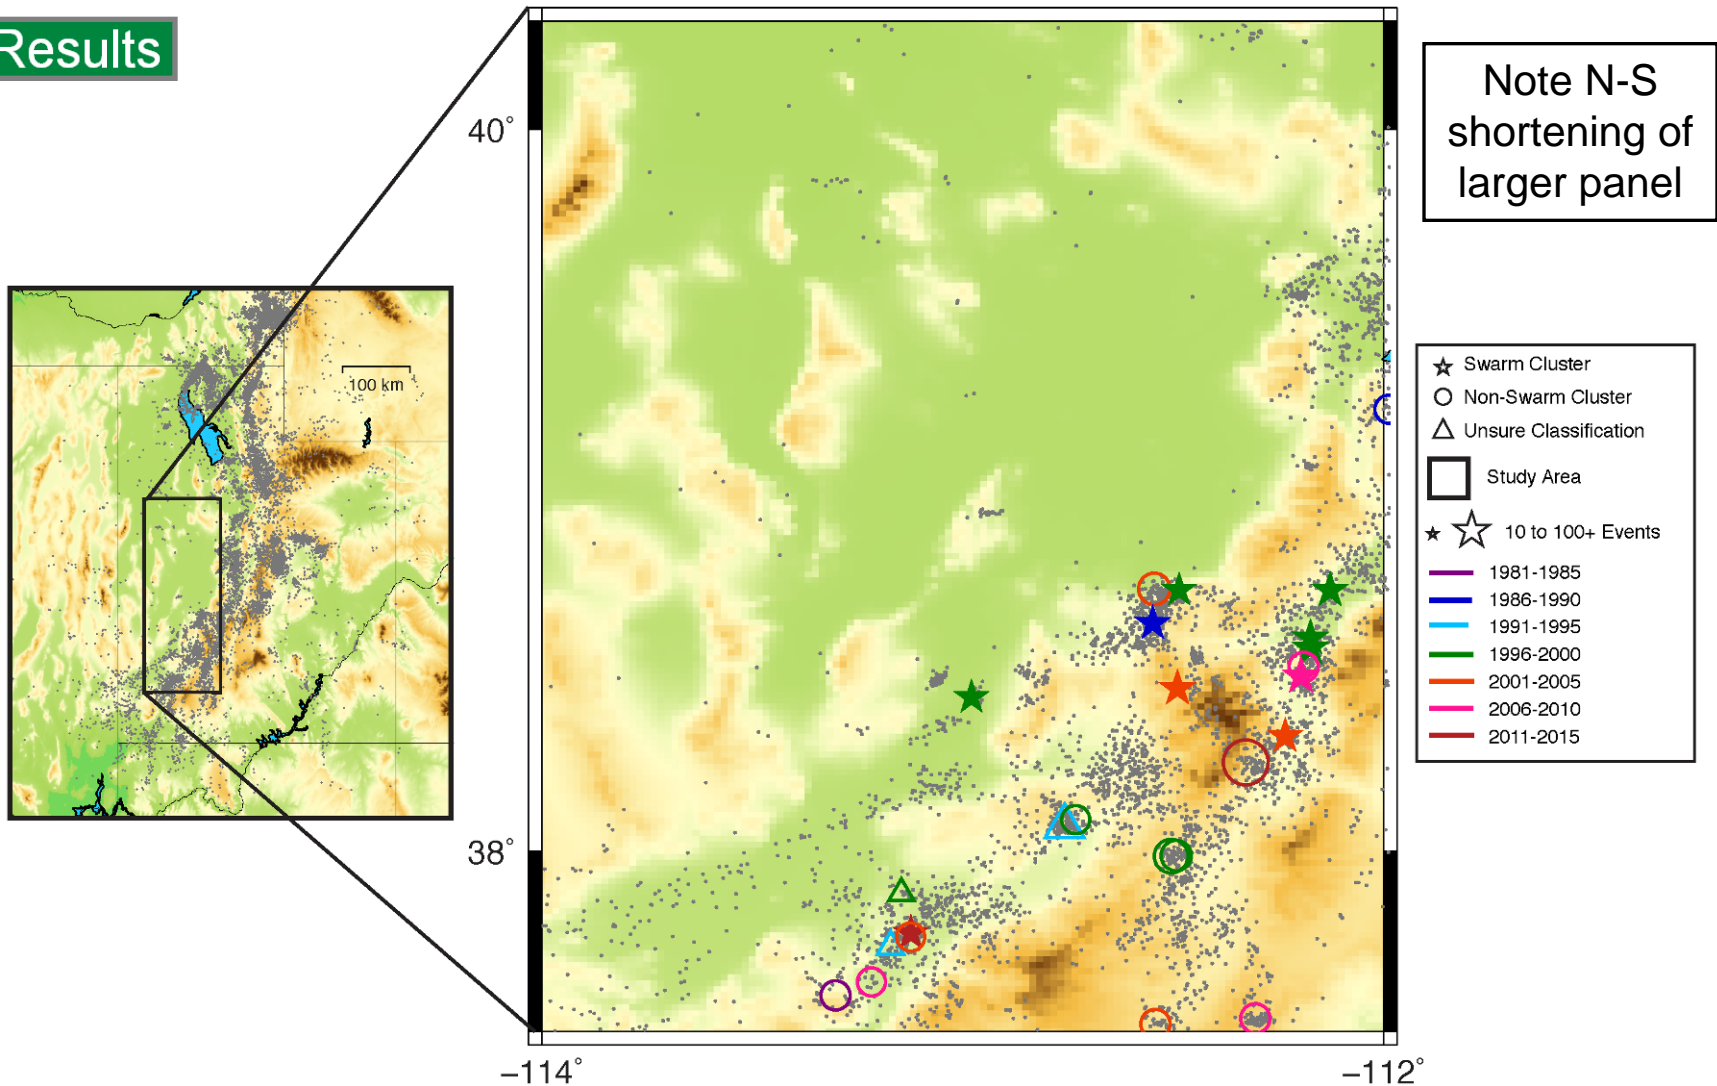 Results
Note N-S
shortening of
larger panel
40°
38°
−114°
−112°
100 km
Swarm Cluster
Non-Swarm Cluster
Unsure Classification
Study Area
10 to 100+ Events
1981-1985
1986-1990
1991-1995
1996-2000
2001-2005
2006-2010
2011-2015